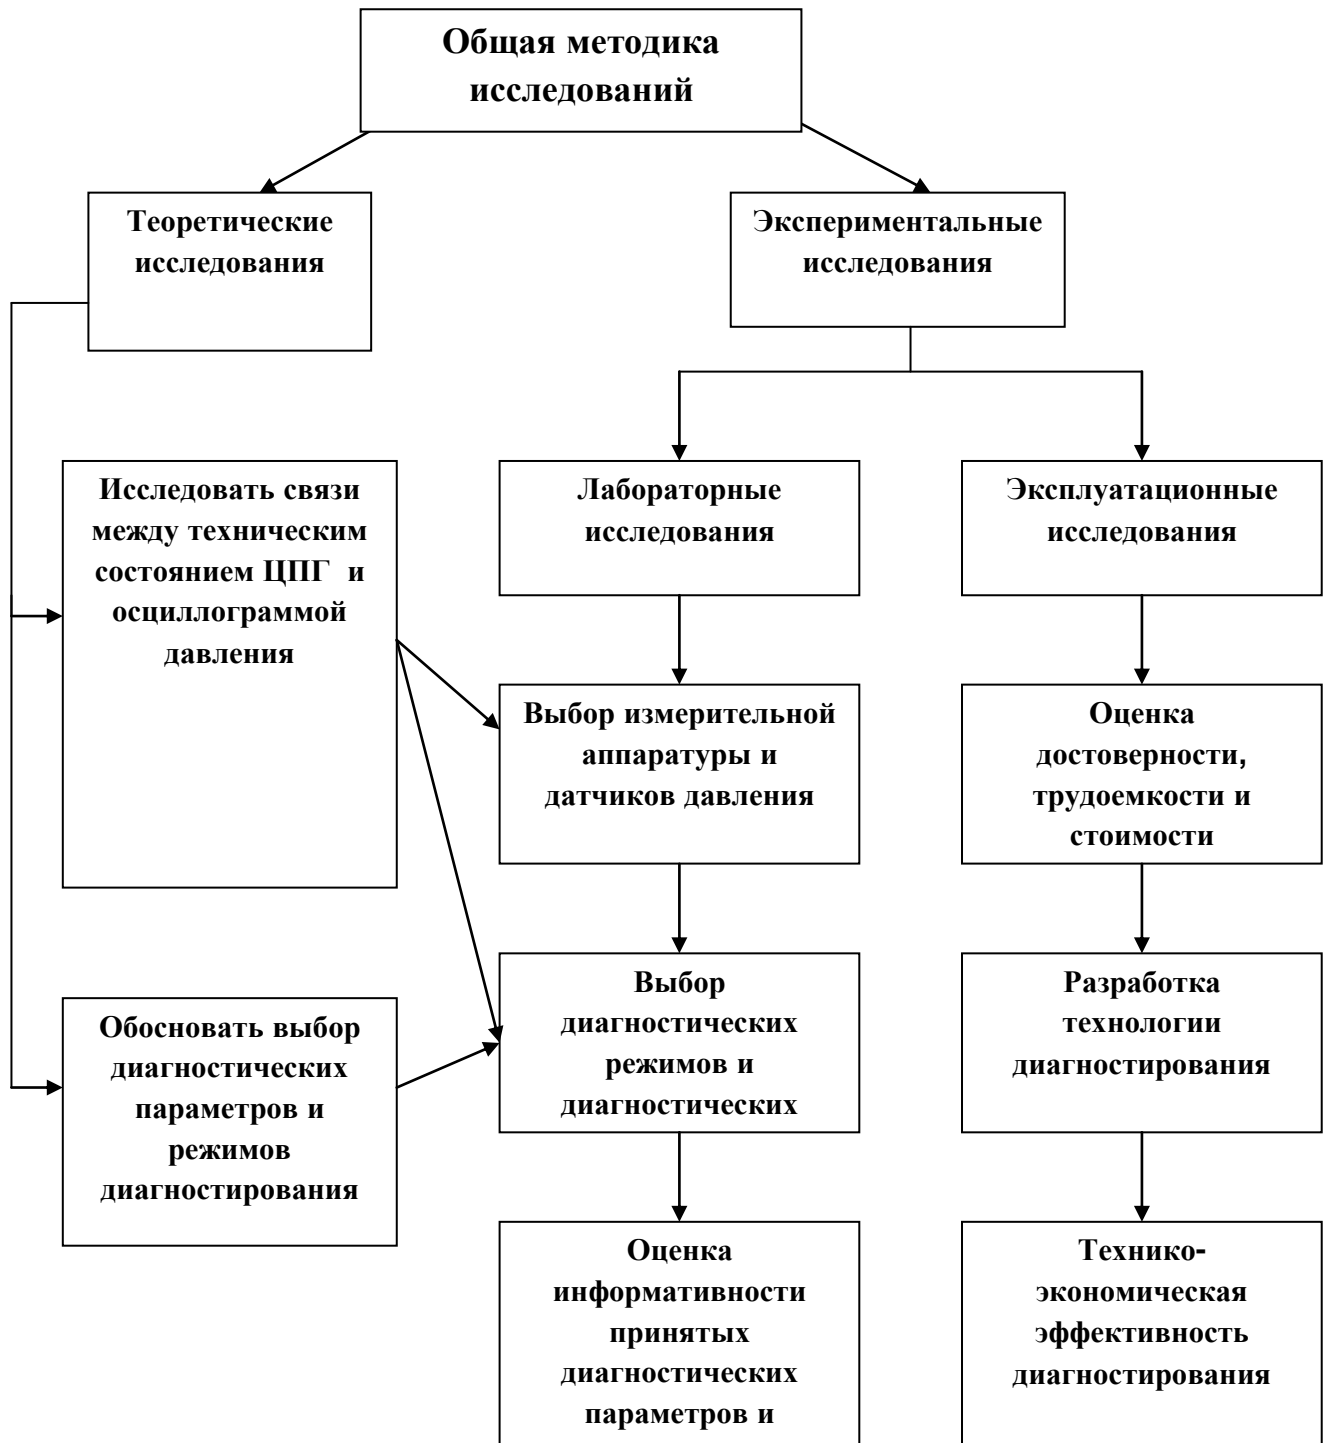 Общая методика
исследований
Теоретические
исследования
Экспериментальные
исследования
Исследовать связи
между техническим
состоянием ЦПГ и
осциллограммой
давления
Лабораторные
исследования
Эксплуатационные
исследования
Выбор измерительной
аппаратуры и
датчиков давления
Оценка
достоверности,
трудоемкости и
стоимости
Обосновать выбор
диагностических
параметров и
режимов
диагностирования
Выбор
диагностических
режимов и
диагностических
Разработка
технологии
диагностирования
Оценка
информативности
принятых
диагностических
параметров и
Технико-
экономическая
эффективность
диагностирования